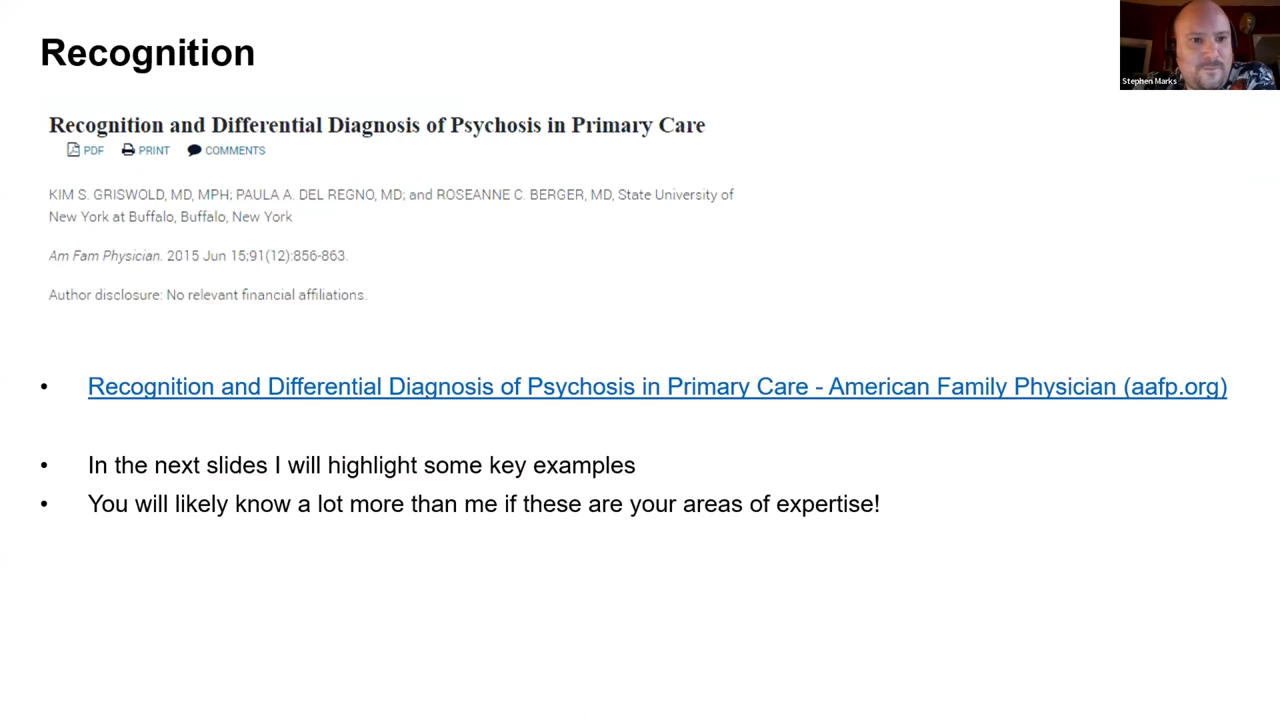 Recognition
Stephen Marks
Recognition and Differential Diagnosis of Psychosis in Primary Care
PDF PRINT COMMENTS
KIM S. GRISWOLD, MD, MPH; PAULA A. DEL REGNO, MD; and ROSEANNE C. BERGER, MD, State University of
New York at Buffalo, Buffalo, New York
Am Fam Physician. 2015 Jun 15;91(12):856-863.
Author disclosure: No relevant financial affiliations.
• Recognition and Differential Diagnosis of Psychosis in Primary Care - American Family Physician (aafp.org)
• In the next slides I will highlight some key examples
• You will likely know a lot more than me if these are your areas of expertise!